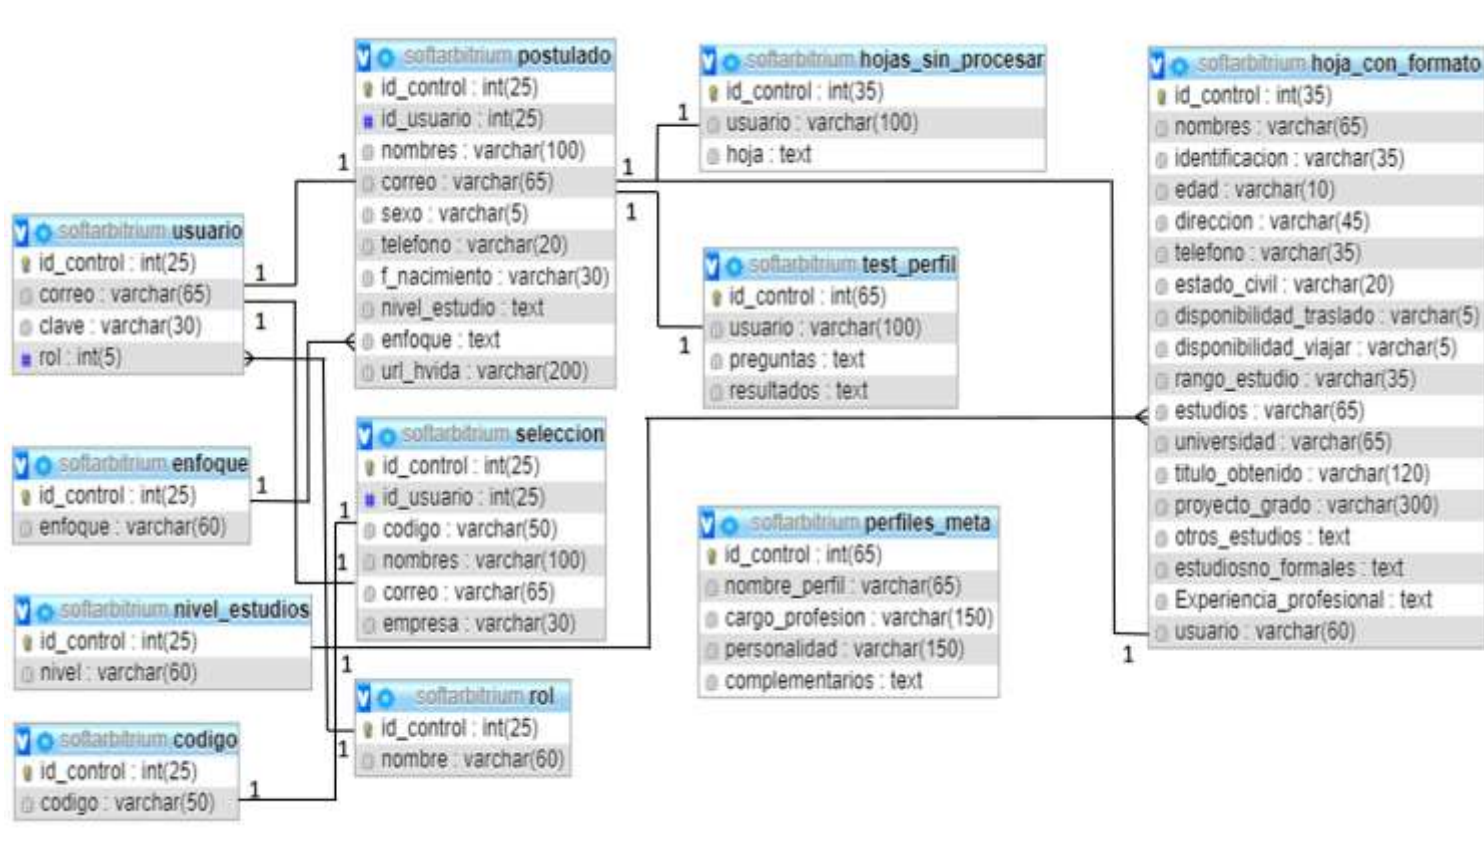 softarbitrium postulado
id_control : int(25)
id_usuario : int(25)
nombres : varchar(100)
correo : varchar(65)
sexo : varchar(5)
telefono : varchar(20)
f_nacimiento : varchar(30)
nivel_estudio : text
enfoque : text
url_hvida : varchar(200)
softarbitrium hojas_sin_procesar
id_control : int(35)
usuario : varchar(100)
hoja : text
softarbitrium hoja_con_formato
id_control : int(35)
nombres : varchar(65)
identificacion : varchar(35)
edad : varchar(10)
direccion : varchar(45)
telefono : varchar(35)
estado_civil : varchar(20)
disponibilidad_traslado : varchar(5)
disponibilidad_viajar : varchar(5)
rango_estudio : varchar(35)
estudios : varchar(65)
universidad : varchar(65)
titulo_obtenido : varchar(120)
proyecto_grado : varchar(300)
otros_estudios : text
estudiosno_formales : text
Experiencia_profesional : text
usuario : varchar(60)
softarbitrium usuario
id_control : int(25)
correo : varchar(65)
clave : varchar(30)
rol : int(5)
softarbitrium test_perfil
id_control : int(65)
usuario : varchar(100)
preguntas : text
resultados : text
softarbitrium enfoque
id_control : int(25)
enfoque : varchar(60)
softarbitrium seleccion
id_control : int(25)
id_usuario : int(25)
codigo : varchar(50)
nombres : varchar(100)
correo : varchar(65)
empresa : varchar(30)
softarbitrium perfiles_meta
id_control : int(65)
nombre_perfil : varchar(65)
cargo_profesion : varchar(150)
personalidad : varchar(150)
complementarios : text
softarbitrium nivel_estudios
id_control : int(25)
nivel : varchar(60)
softarbitrium rol
id_control : int(25)
nombre : varchar(60)
softarbitrium codigo
id_control : int(25)
codigo : varchar(50)
1
1
1
1
1
1
1
1
1
1
1
1
1
1